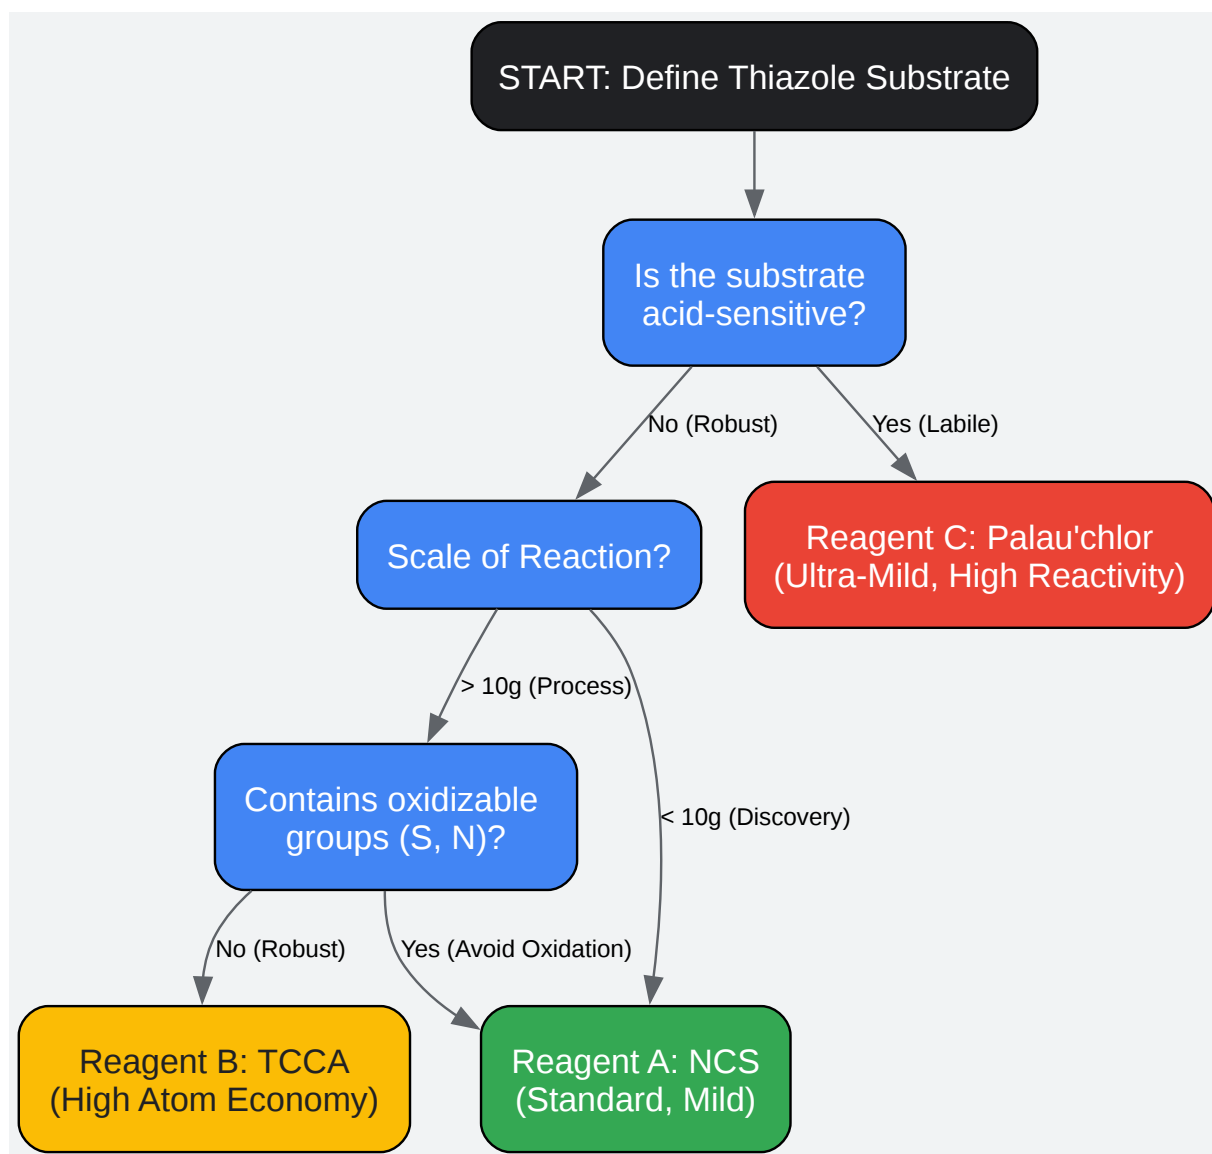 START: Define Thiazole Substrate
Is the substrate
acid-sensitive?
No (Robust)
Yes (Labile)
Scale of Reaction?
Reagent C: Palau'chlor
(Ultra-Mild, High Reactivity)
> 10g (Process)
Contains oxidizable
groups (S, N)?
< 10g (Discovery)
No (Robust)
Yes (Avoid Oxidation)
Reagent B: TCCA
(High Atom Economy)
Reagent A: NCS
(Standard, Mild)